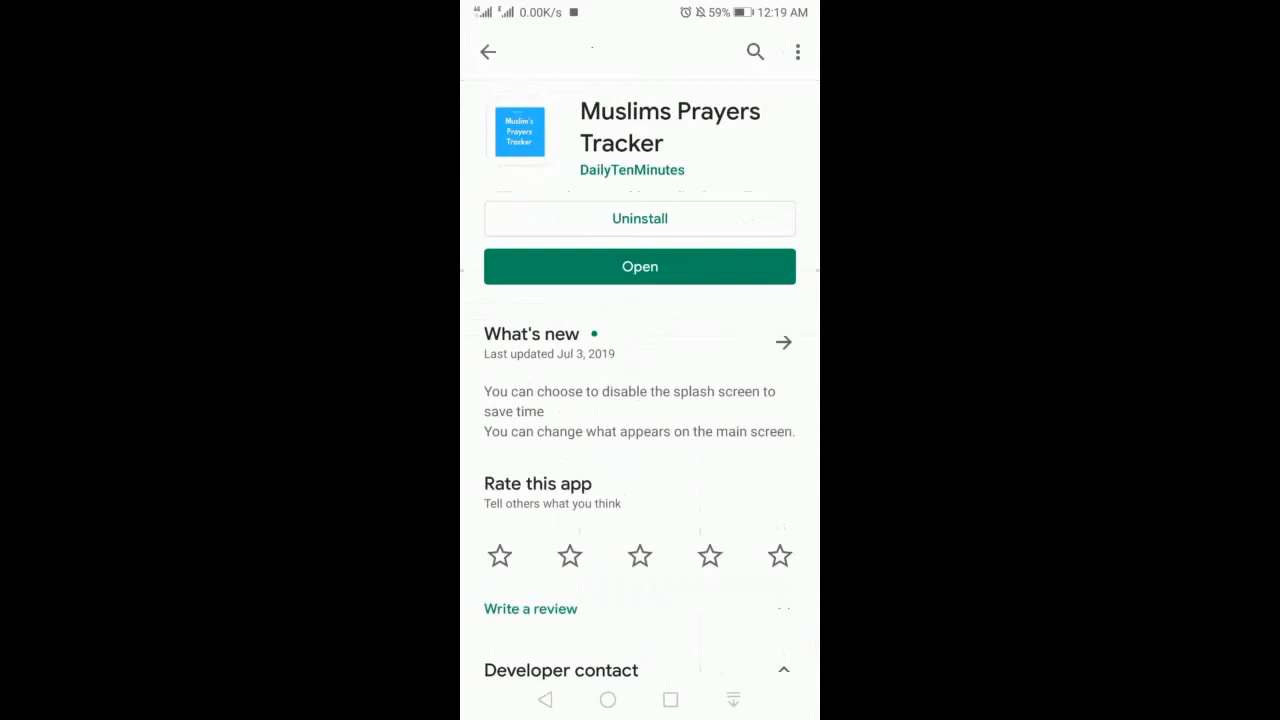 0.00K/s 59% 12:19 AM
Muslim's
Prayers
Tracker
Muslims Prayers
Tracker
DailyTenMinutes
Uninstall
Open
What's new
Last updated Jul 3, 2019
You can choose to disable the splash screen to
save time
You can change what appears on the main screen.
Rate this app
Tell others what you think
Write a review
Developer contact